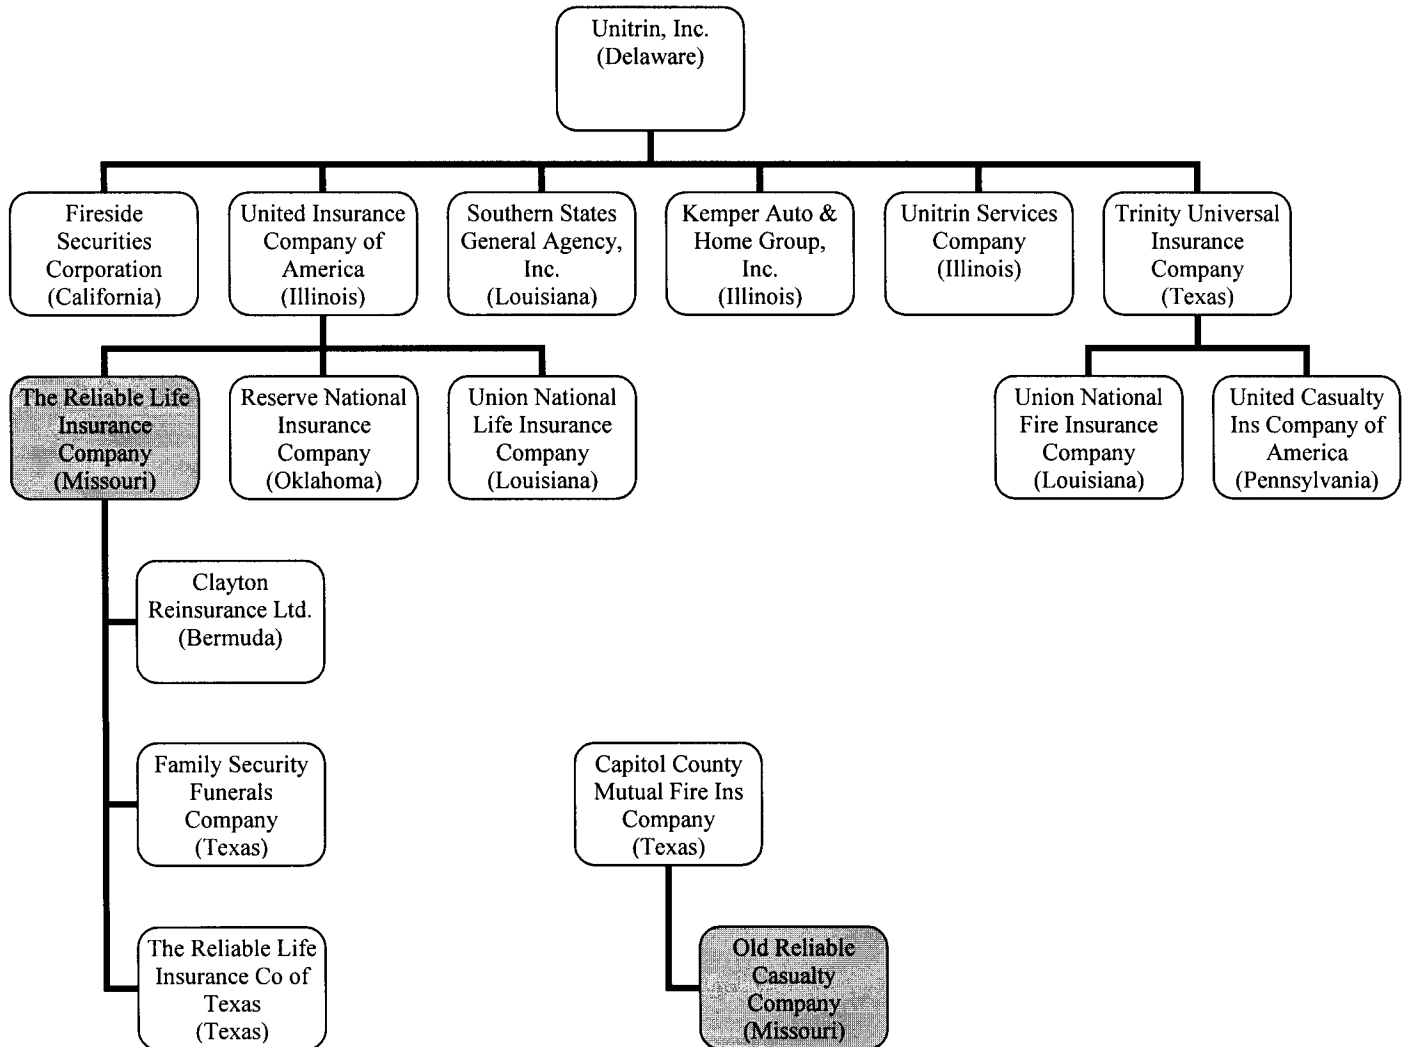 Unitrin, Inc.
(Delaware)
Fireside
Securities
Corporation
(California)
United Insurance
Company of
America
(Illinois)
Southern States
General Agency,
Inc.
(Louisiana)
Kemper Auto &
Home Group,
Inc.
(Illinois)
Unitrin Services
Company
(Illinois)
Trinity Universal
Insurance
Company
(Texas)
The Reliable Life
Insurance
Company
(Missouri)
Reserve National
Insurance
Company
(Oklahoma)
Union National
Life Insurance
Company
(Louisiana)
Union National
Fire Insurance
Company
(Louisiana)
United Casualty
Ins Company of
America
(Pennsylvania)
Clayton
Reinsurance Ltd.
(Bermuda)
Family Security
Funerals
Company
(Texas)
Capitol County
Mutual Fire Ins
Company
(Texas)
The Reliable Life
Insurance Co of
Texas
(Texas)
Old Reliable
Casualty
Company
(Missouri)